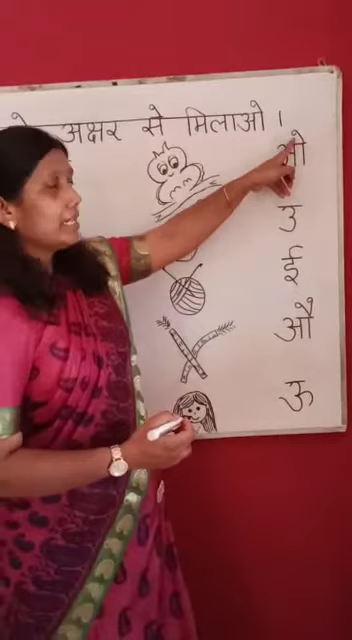 अक्षर से मिलाओ ।
ओ
उ
ई
औ
ऊ